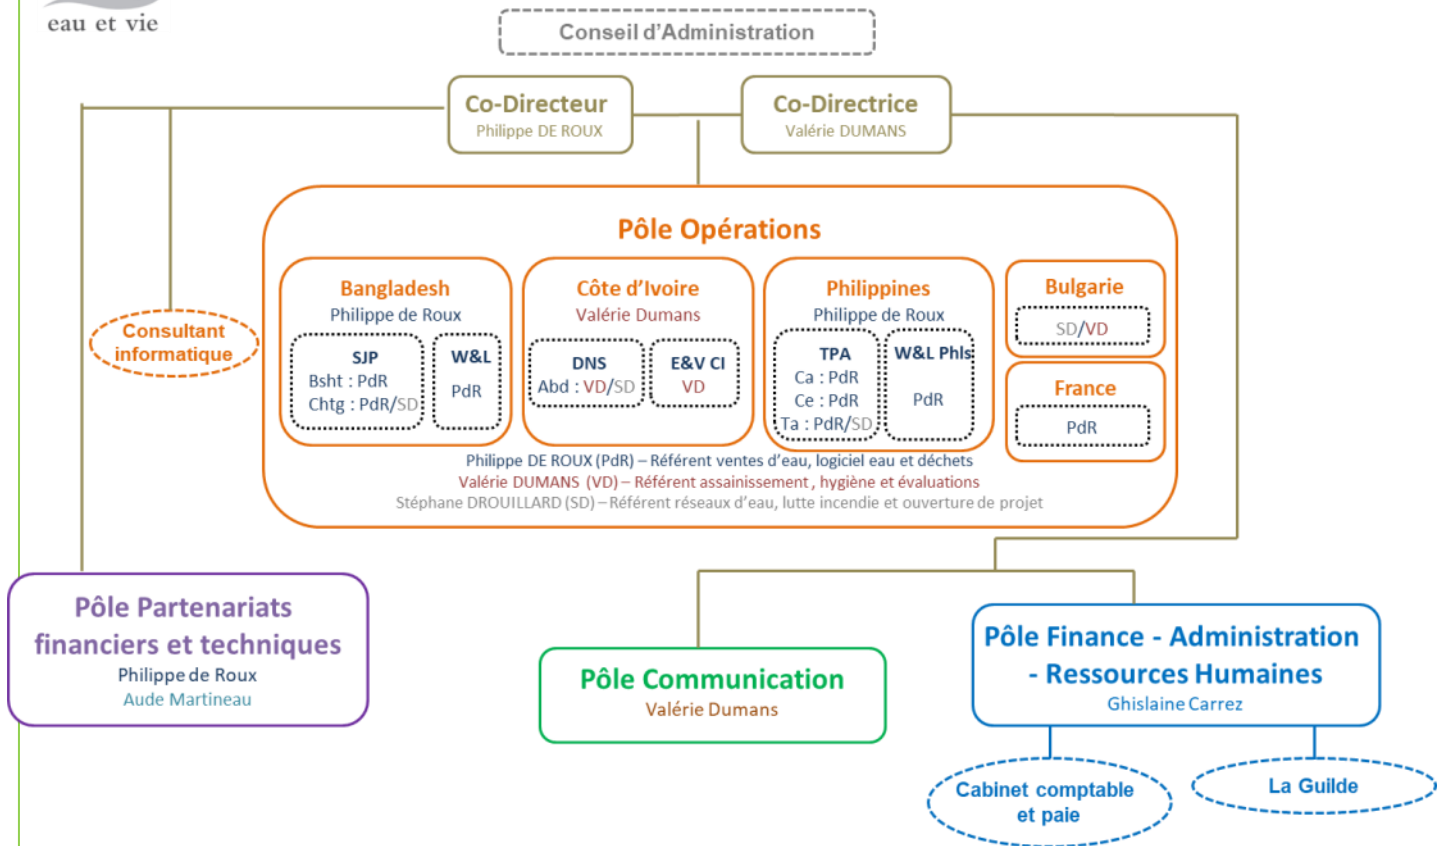 eau et vie
Conseil d'Administration
Co-Directeur
Philippe DE ROUX
Co-Directrice
Valérie DUMANS
Pôle Opérations
Bangladesh
Philippe de Roux
SJP
Bsht : PdR
Chtg : PdR/SD
W&L
PdR
Côte d'Ivoire
Valérie Dumans
DNS
Abd : VD/SD
E&V CI
VD
Philippines
Philippe de Roux
TPA
Ca : PdR
Ce : PdR
Ta : PdR/SD
W&L Phls
PdR
Bulgarie
SD/VD
France
PdR
Philippe DE ROUX (PdR) – Référent ventes d'eau, logiciel eau et déchets
Valérie DUMANS (VD) – Référent assainissement, hygiène et évaluations
Stéphane DROUILLARD (SD) – Référent réseaux d'eau, lutte incendie et ouverture de projet
Consultant
informatique
Pôle Partenariats
financiers et techniques
Philippe de Roux
Aude Martineau
Pôle Communication
Valérie Dumans
Pôle Finance - Administration
- Ressources Humaines
Ghislaine Carrez
Cabinet comptable
et paie
La Guilde